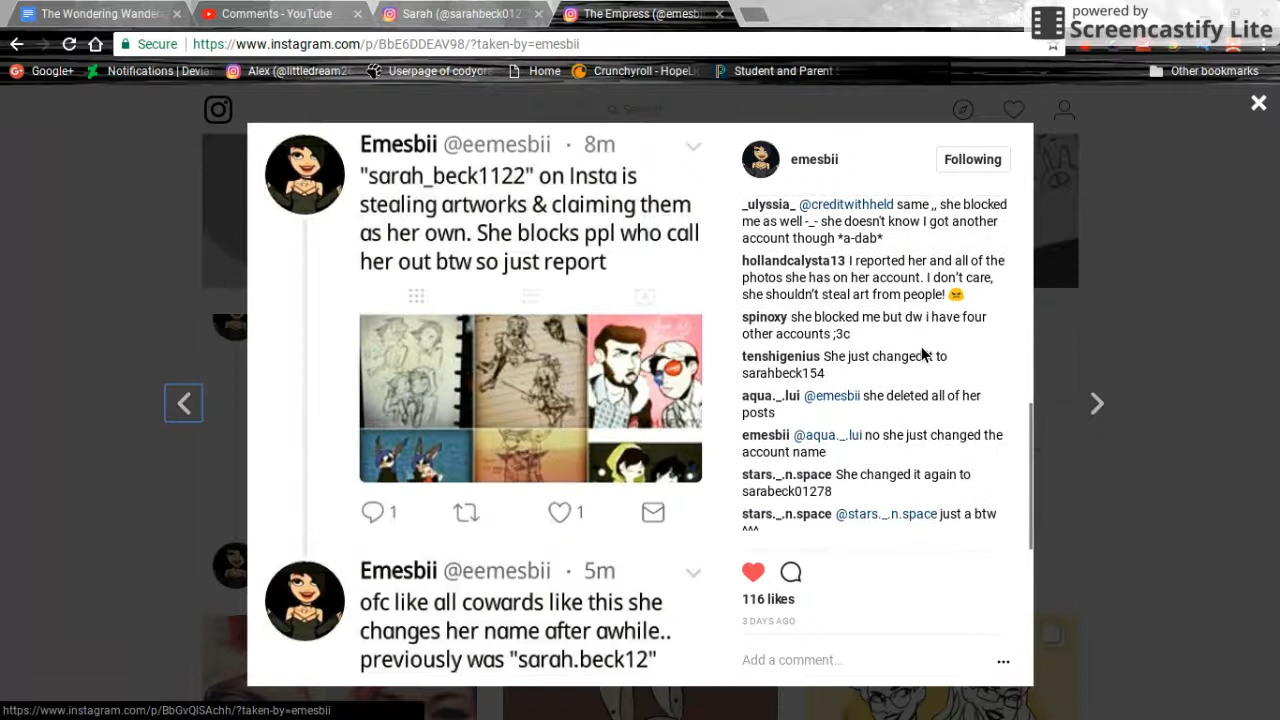 The Wondering Wande
Comments - YouTube
Sarah (@sarahbeck012
The Empress (@emesbi
powered by
Screencastify Lite
Secure
https://www.instagram.com/p/BbE6DDEAV98/?taken-by=emesbii
Google+
Notifications | Devia
Alex (@littledream2
Userpage of codyor
Home
Crunchyroll - HopeLi
Student and Parent S
Other bookmarks
Search
Emesbii @eemesbii · 8m
"sarah_beck1122" on Insta is
stealing artworks & claiming them
as her own. She blocks ppl who call
her out btw so just report
1
1
Emesbii @eemesbii · 5m
ofc like all cowards like this she
changes her name after awhile..
previously was "sarah.beck12"
emesbii
Following
_ulyssia_ @creditwithheld same ,, she blocked
me as well -_- she doesn't know I got another
account though *a-dab*
hollandcalysta13 I reported her and all of the
photos she has on her account. I don't care,
she shouldn't steal art from people! 😡
spinoxy she blocked me but dw i have four
other accounts ;3c
tenshigenius She just changed it to
sarahbeck154
aqua._.lui @emesbii she deleted all of her
posts
emesbii @aqua._.lui no she just changed the
account name
stars._.n.space She changed it again to
sarabeck01278
stars._.n.space @stars._.n.space just a btw
^^^
116 likes
3 DAYS AGO
Add a comment...
https://www.instagram.com/p/BbGvQlSAchh/?taken-by=emesbii